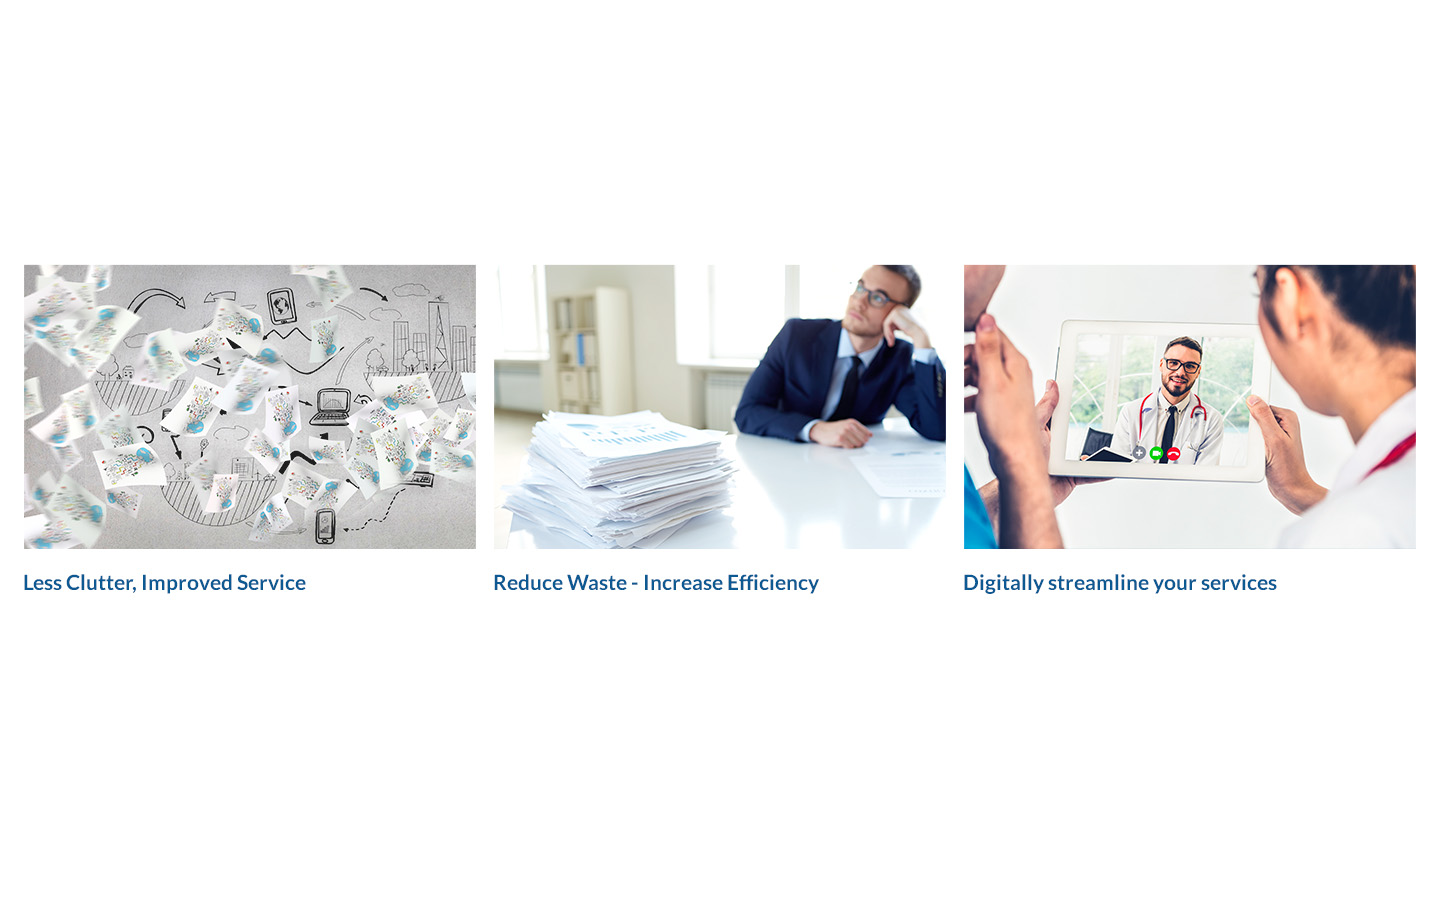 Less Clutter, Improved Service
Reduce Waste - Increase Efficiency
Digitally streamline your services